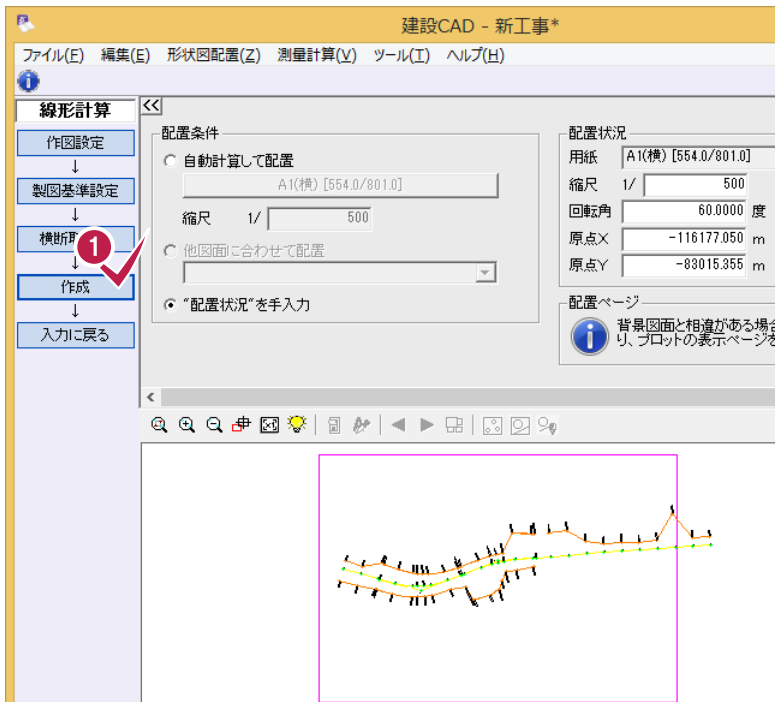 建設CAD - 新工事*
ファイル(F) 編集(E) 形状図配置(Z) 測量計算(V) ツール(T) ヘルプ(H)
線形計算
作図設定
↓
製図基準設定
↓
横断
1
↓
作成
↓
入力に戻る
<<
配置条件
自動計算して配置
A1(横) [554.0/801.0]
縮尺 1/ 500
他図面に合わせて配置
"配置状況"を手入力
配置状況
用紙 A1(横) [554.0/801.0]
縮尺 1/ 500
回転角 60.0000 度
原点X -116177.050 m
原点Y -83015.355 m
配置ページ
背景図面と相違がある場合
り、プロットの表示ページを